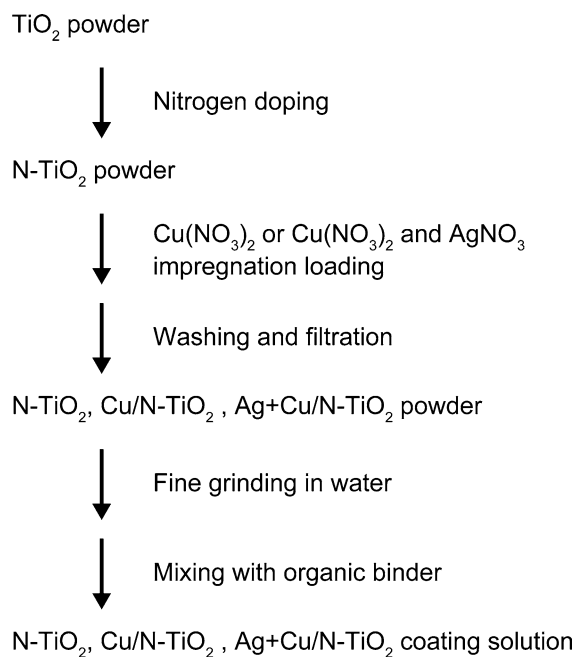 TiO₂ powder
Nitrogen doping
N-TiO₂ powder
Cu(NO₃)₂ or Cu(NO₃)₂ and AgNO₃
impregnation loading
Washing and filtration
N-TiO₂, Cu/N-TiO₂ , Ag+Cu/N-TiO₂ powder
Fine grinding in water
Mixing with organic binder
N-TiO₂, Cu/N-TiO₂ , Ag+Cu/N-TiO₂ coating solution